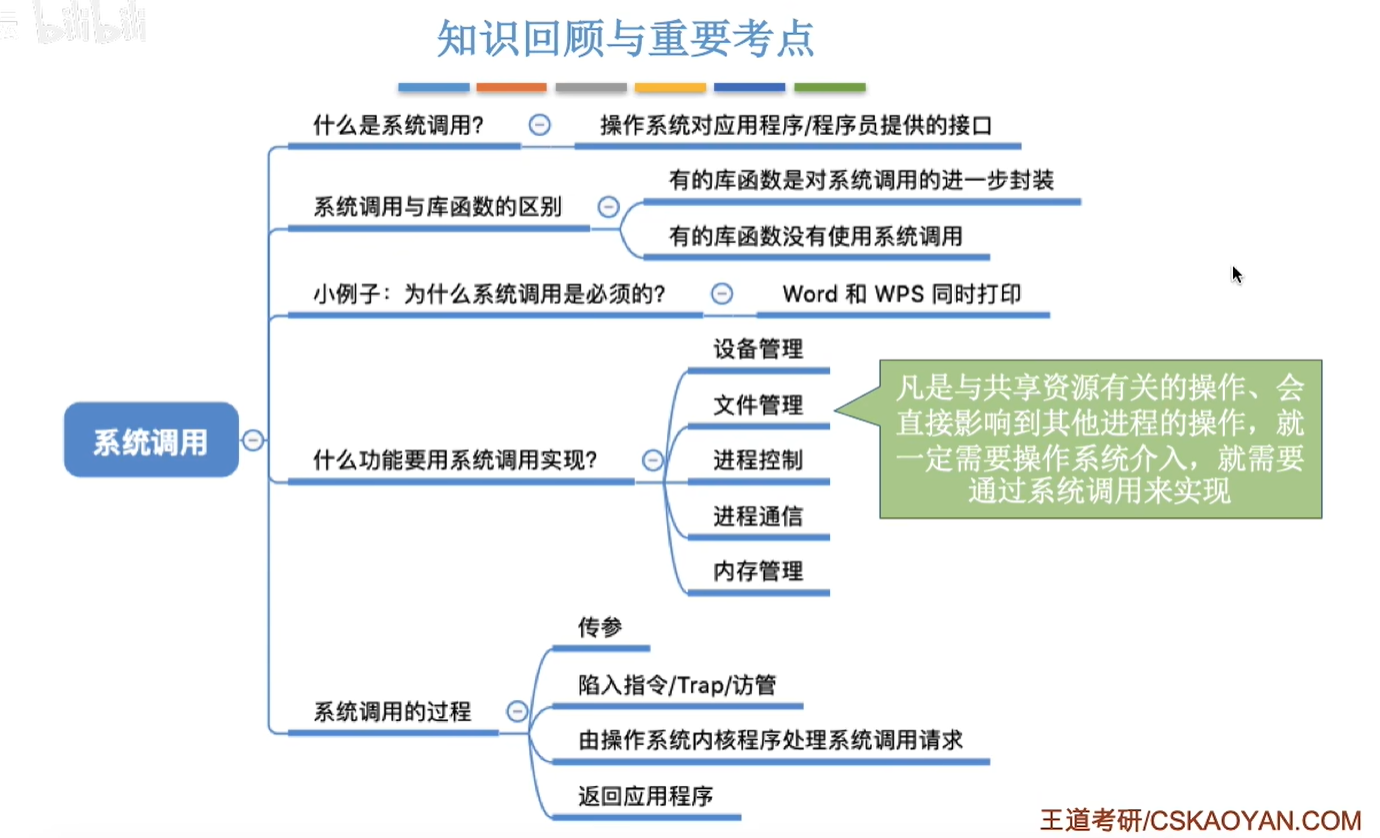 bilibili
知识回顾与重要考点
什么是系统调用?
操作系统对应用程序/程序员提供的接口
系统调用与库函数的区别
有的库函数是对系统调用的进一步封装
有的库函数没有使用系统调用
小例子：为什么系统调用是必须的?
Word 和 WPS 同时打印
系统调用
什么功能要用系统调用实现?
设备管理
文件管理
进程控制
进程通信
内存管理
凡是与共享资源有关的操作、会
直接影响到其他进程的操作，就
一定需要操作系统介入，就需要
通过系统调用来实现
系统调用的过程
传参
陷入指令/Trap/访管
由操作系统内核程序处理系统调用请求
返回应用程序
王道考研/CSKAOYAN.COM